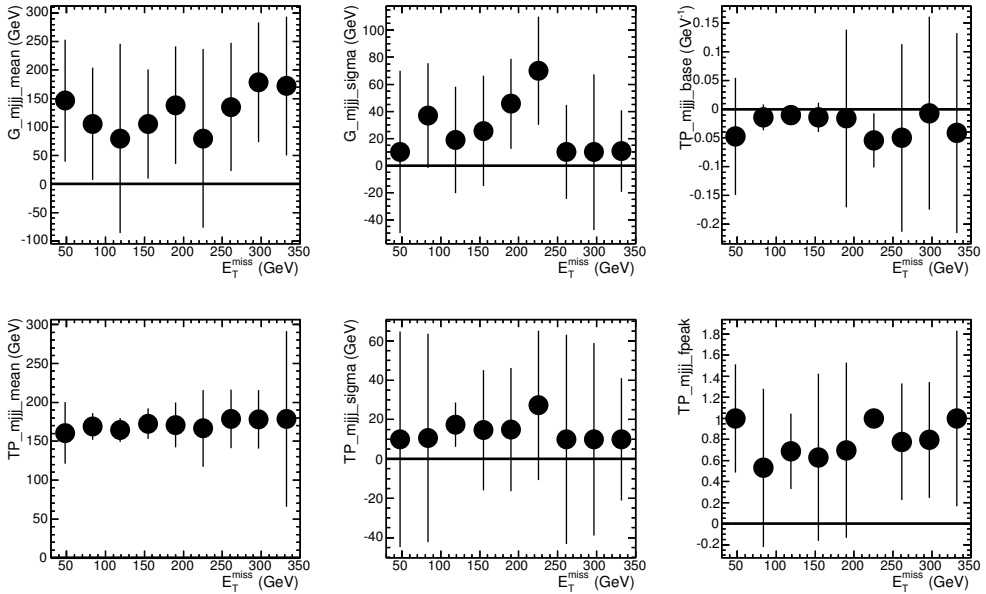 G_mjjj_mean (GeV)
300
250
200
150
100
50
0
-50
-100
50 100 150 200 250 300 350
E_T^miss (GeV)
G_mjjj_sigma (GeV)
100
80
60
40
20
0
20
40
50 100 150 200 250 300 350
E_T^miss (GeV)
TP_mjjj_base (GeV^-1)
0.15
0.1
0.05
0
-0.05
-0.1
-0.15
-0.2
50 100 150 200 250 300 350
E_T^miss (GeV)
TP_mjjj_mean (GeV)
300
250
200
150
100
50
0
50 100 150 200 250 300 350
E_T^miss (GeV)
TP_mjjj_sigma (GeV)
60
40
20
0
-20
-40
50 100 150 200 250 300 350
E_T^miss (GeV)
TP_mjjj_fpeak
1.8
1.6
1.4
1.2
1
0.8
0.6
0.4
0.2
0
-0.2
50 100 150 200 250 300 350
E_T^miss (GeV)